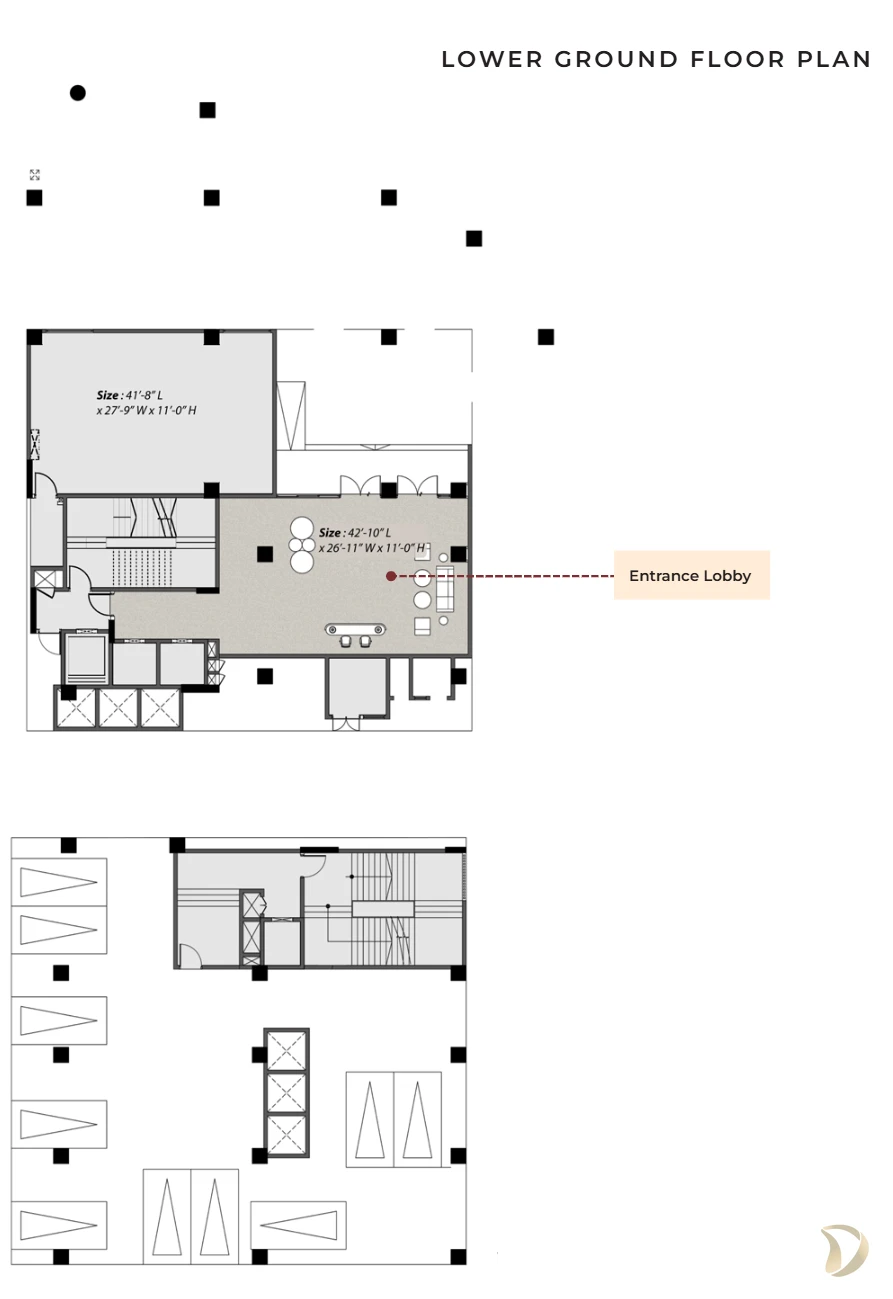 LOWER GROUND FLOOR PLAN
Size : 41’-8” L
x 27’-9” W x 11’-0” H
Size : 42’-10” L
x 26’-11” W x 11’-0” H
Entrance Lobby